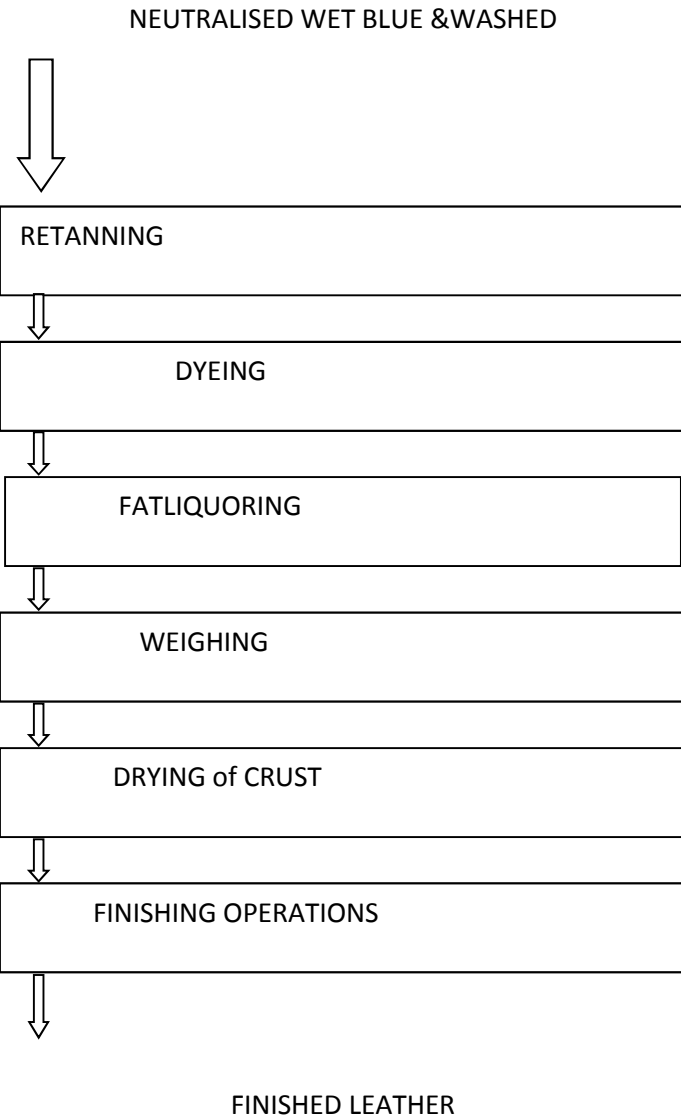 NEUTRALISED WET BLUE &WASHED
RETANNING
DYEING
FATLIQUORING
WEIGHING
DRYING of CRUST
FINISHING OPERATIONS
FINISHED LEATHER